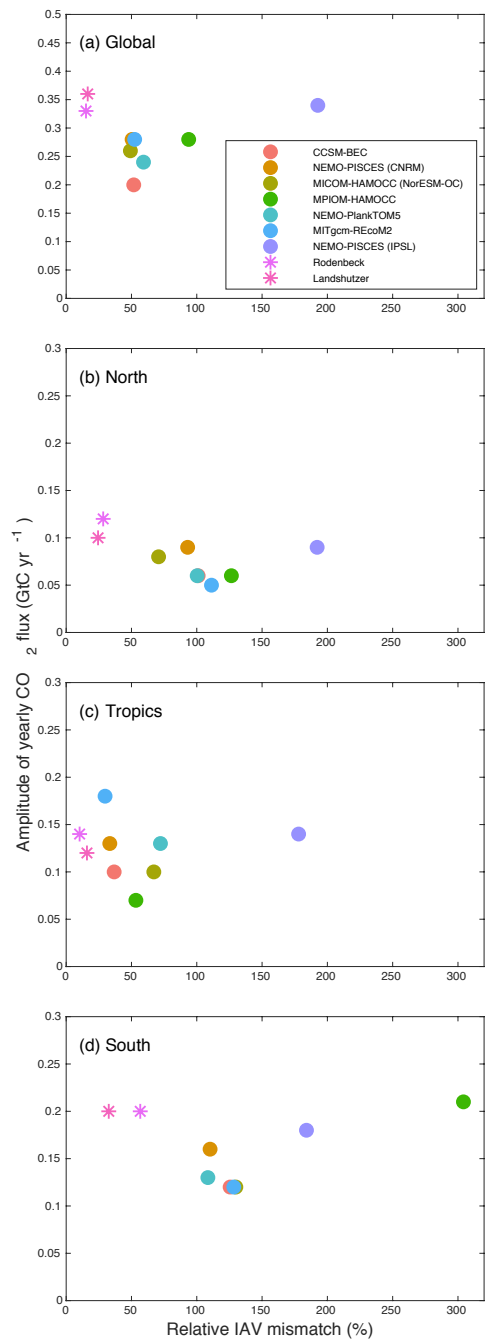 (a) Global
0.5
0.45
0.4
0.35
0.3
0.25
0.2
0.15
0.1
0.05
0
CCSM-BEC
NEMO-PISCES (CNRM)
MICOM-HAMOCC (NorESM-OC)
MPIOM-HAMOCC
NEMO-PlankTOM5
MITgcm-REcoM2
NEMO-PISCES (IPSL)
Rodenbeck
Landshutzer
0 50 100 150 200 250 300
(b) North
0.3
0.25
0.2
0.15
0.1
0.05
0
0 50 100 150 200 250 300
Amplitude of yearly CO 2 flux (GtC yr -1 )
(c) Tropics
0.3
0.25
0.2
0.15
0.1
0.05
0
0 50 100 150 200 250 300
(d) South
0.3
0.25
0.2
0.15
0.1
0.05
0
0 50 100 150 200 250 300
Relative IAV mismatch (%)